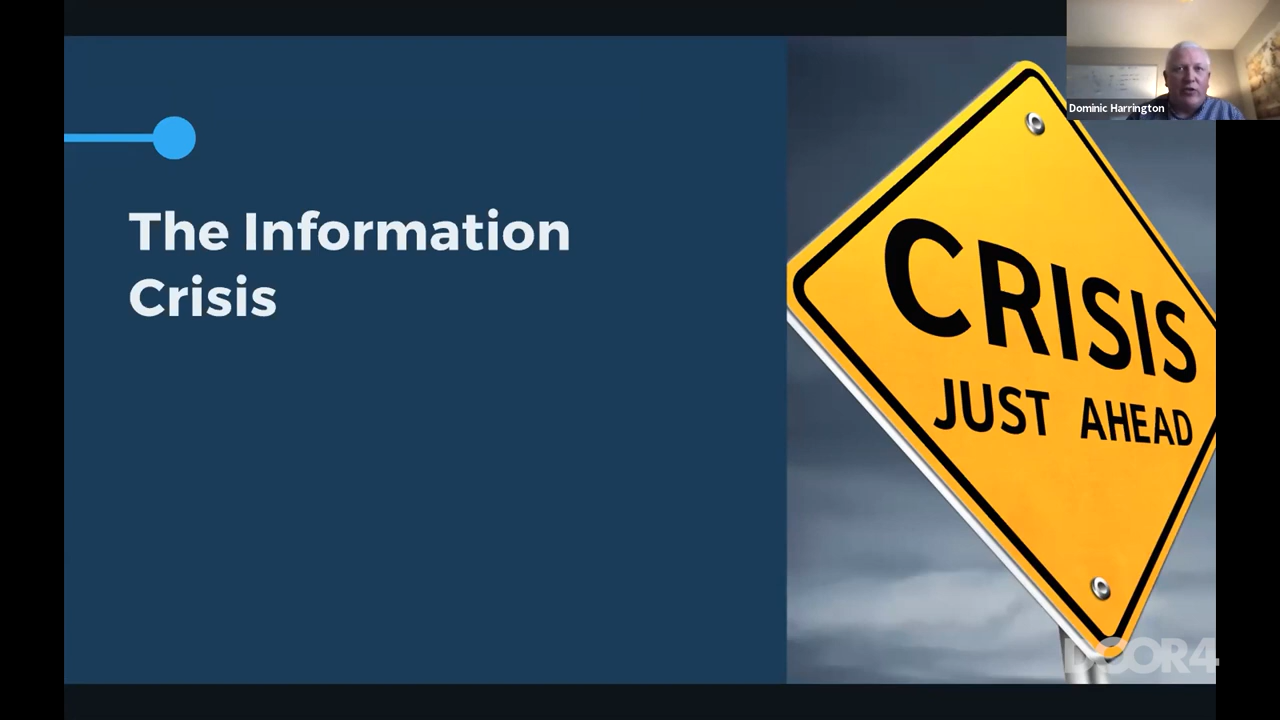 The Information
Crisis
CRISIS
JUST AHEAD
Dominic Harrington
DOOR4